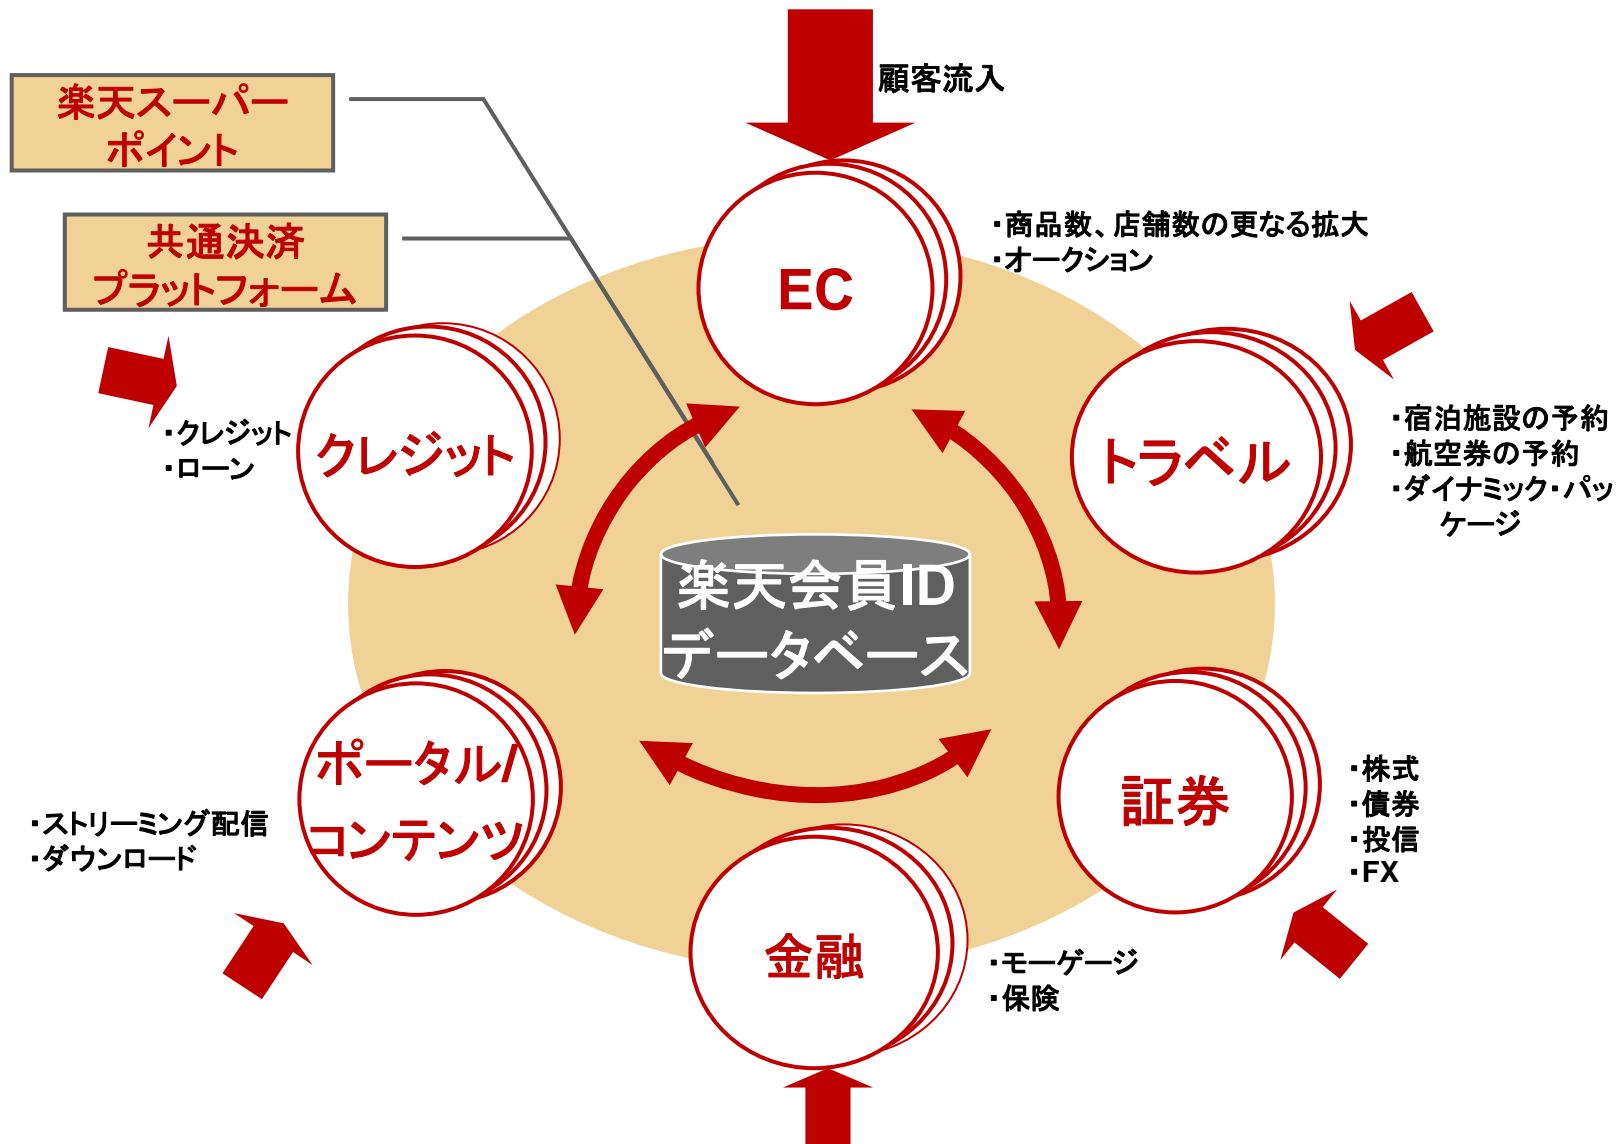 顧客流入
楽天スーパー
ポイント
共通決済
プラットフォーム
EC
・商品数、店舗数の更なる拡大
・オークション
クレジット
・クレジット
・ローン
トラベル
・宿泊施設の予約
・航空券の予約
・ダイナミック・パッ
ケージ
楽天会員ID
データベース
ポータル/
コンテンツ
・ストリーミング配信
・ダウンロード
証券
・株式
・債券
・投信
・FX
金融
・モーゲージ
・保険